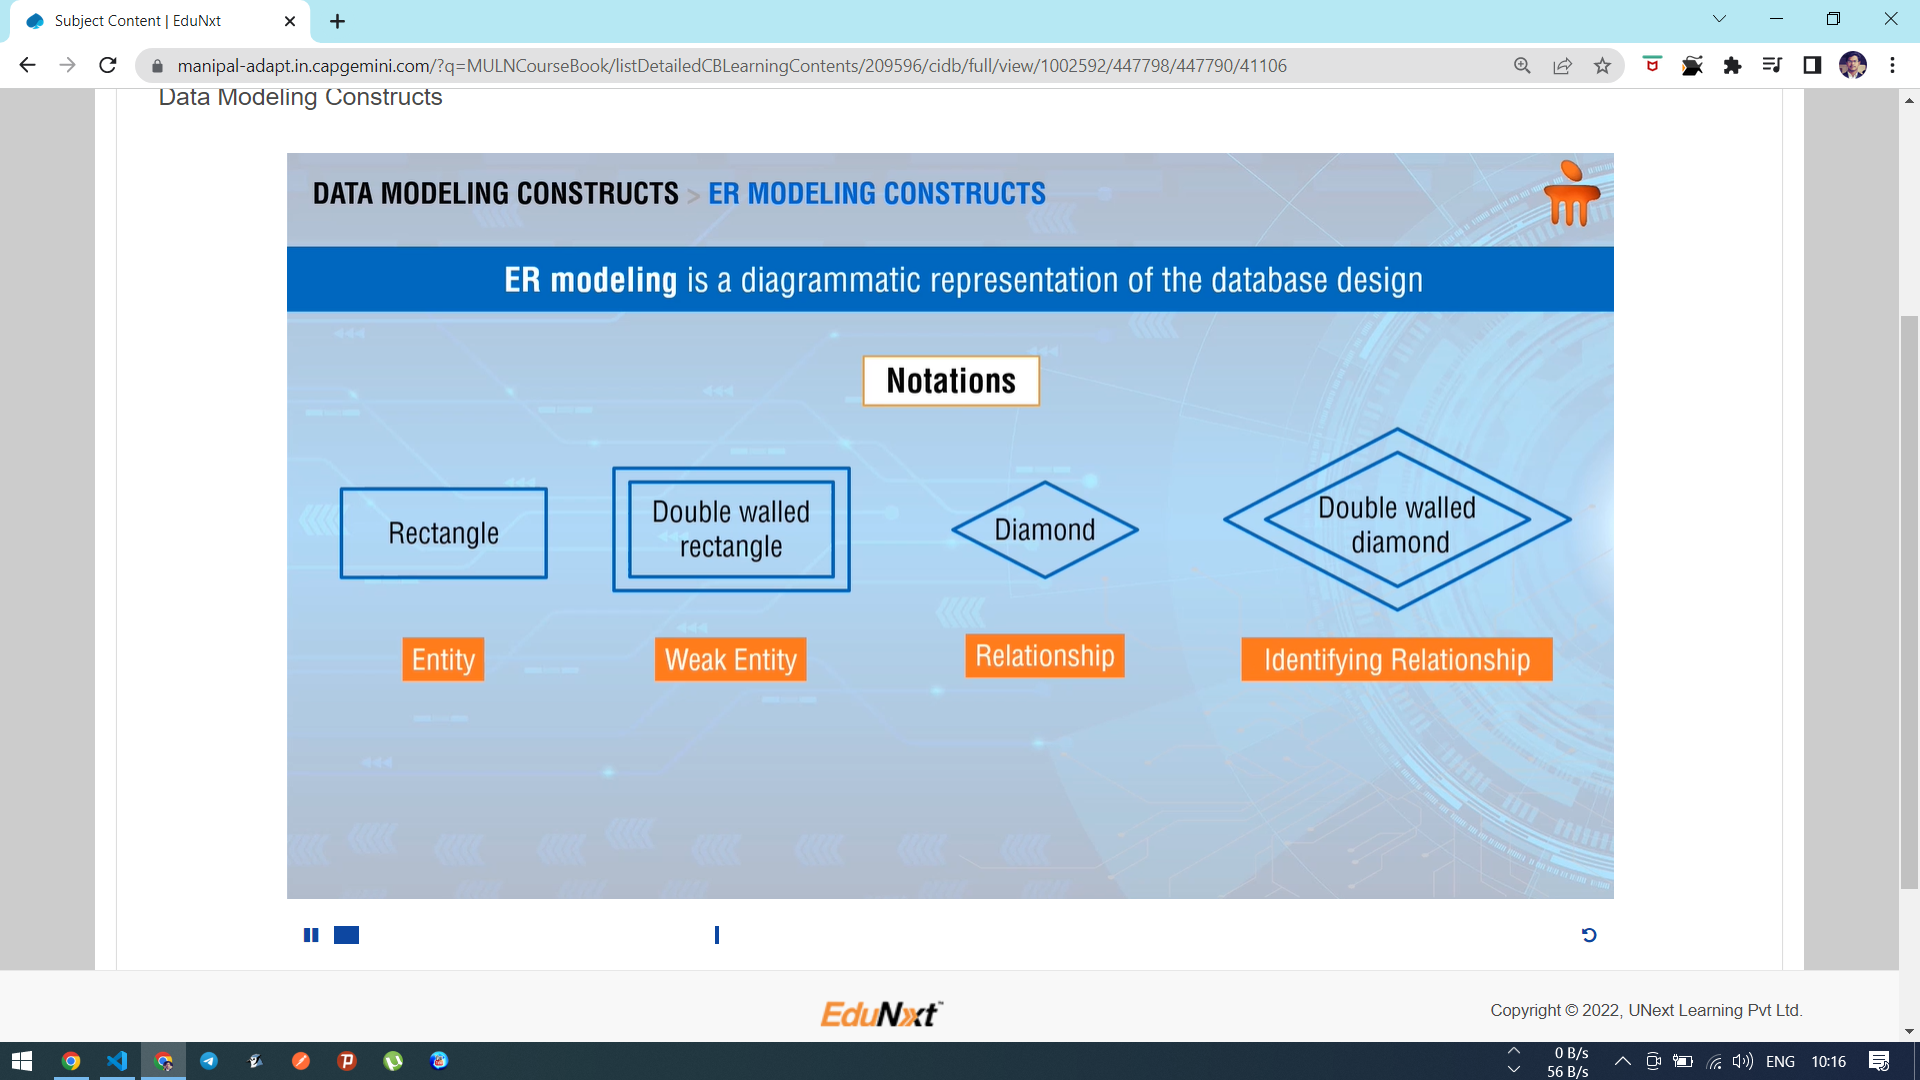 Subject Content | EduNxt
manipal-adapt.in.capgemini.com/?q=MULNCourseBook/listDetailedCBLearningContents/209596/cidb/full/view/1002592/447798/447790/41106
Data Modeling Constructs
DATA MODELING CONSTRUCTS > ER MODELING CONSTRUCTS
ER modeling is a diagrammatic representation of the database design
Notations
Rectangle
Double walled
rectangle
Diamond
Double walled
diamond
Entity
Weak Entity
Relationship
Identifying Relationship
EduNxt™
Copyright © 2022, UNext Learning Pvt Ltd.
0 B/s
56 B/s
ENG
10:16